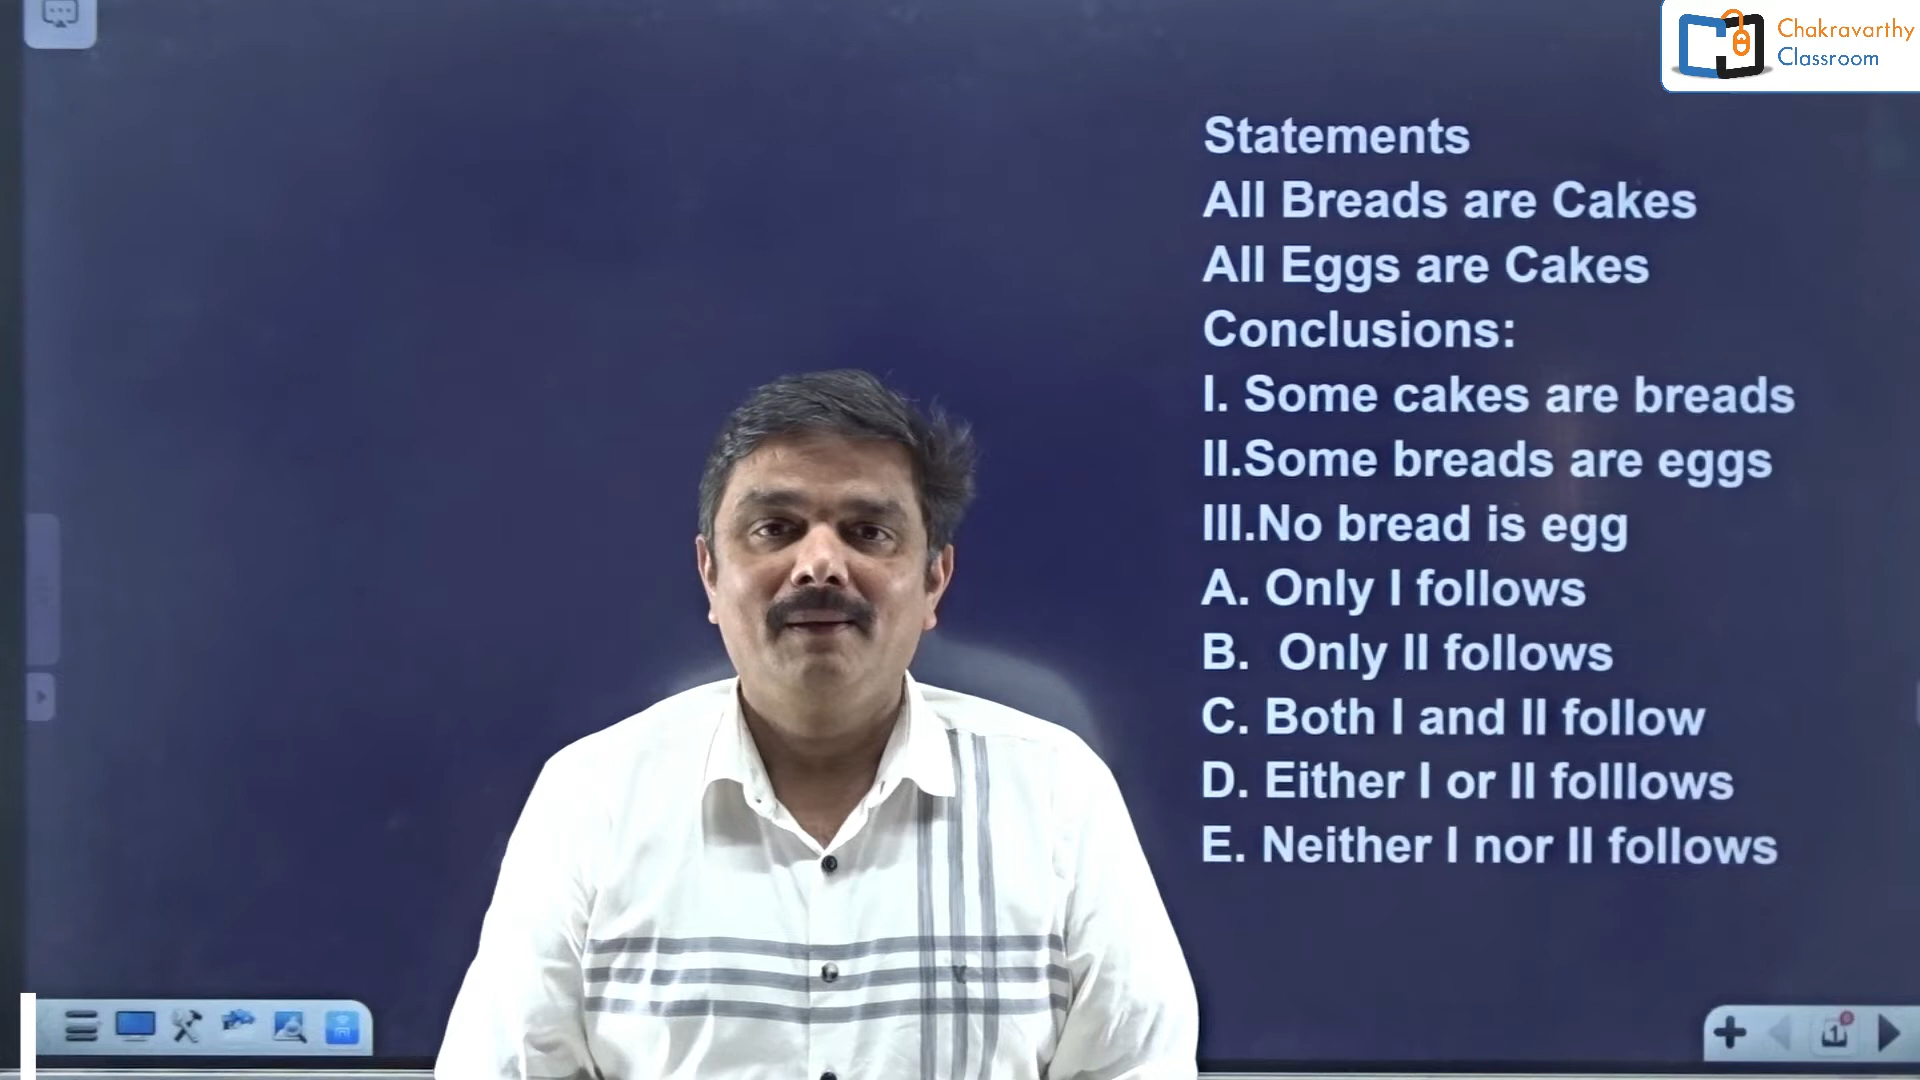 Chakravarthy
Classroom
Statements
All Breads are Cakes
All Eggs are Cakes
Conclusions:
I. Some cakes are breads
II.Some breads are eggs
III.No bread is egg
A. Only I follows
B.  Only II follows
C. Both I and II follow
D. Either I or II folllows
E. Neither I nor II follows
1